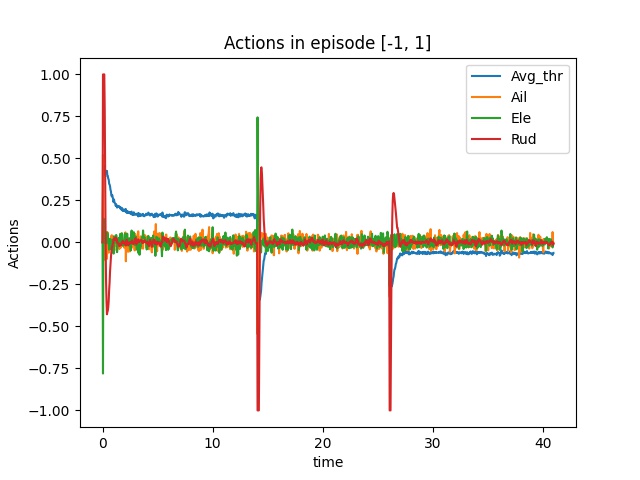 Actions in episode [-1, 1]
Avg_thr
Ail
Ele
Rud
1.00
0.75
0.50
0.25
0.00
−0.25
−0.50
−0.75
−1.00
Actions
0 10 20 30 40
time